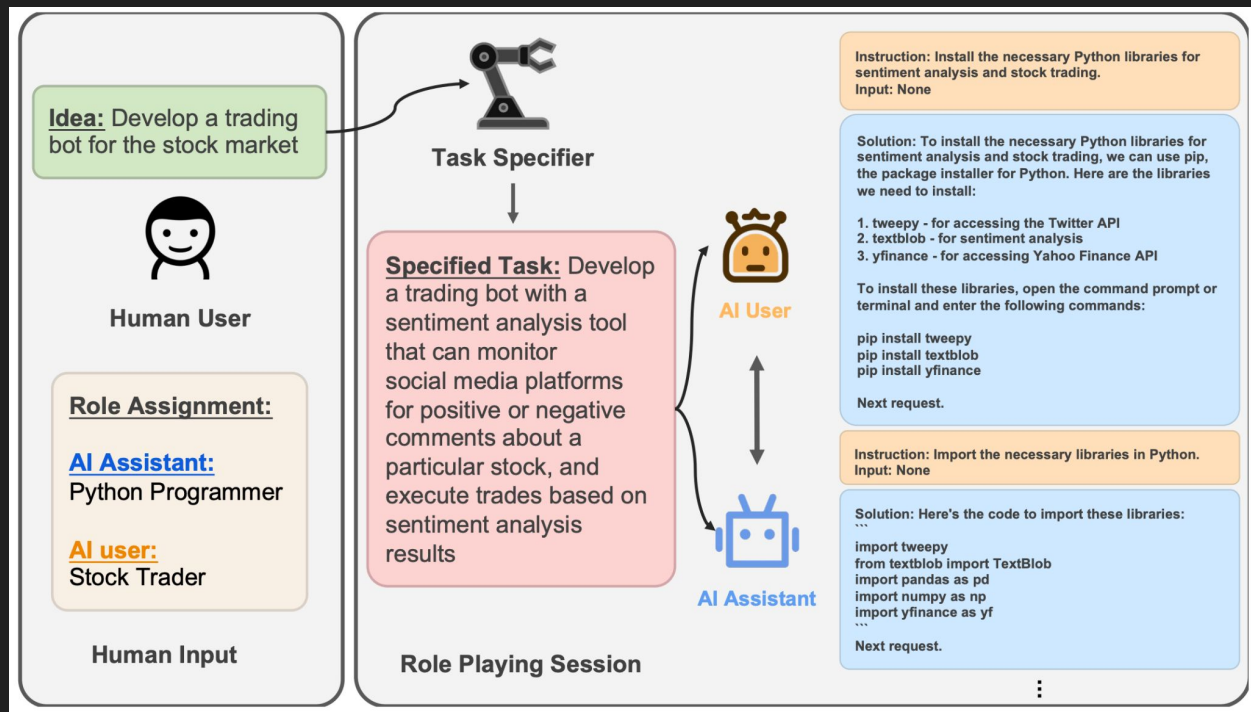 Idea: Develop a trading
bot for the stock market
Human User
Role Assignment:
AI Assistant:
Python Programmer
AI user:
Stock Trader
Human Input
Task Specifier
Specified Task: Develop
a trading bot with a
sentiment analysis tool
that can monitor
social media platforms
for positive or negative
comments about a
particular stock, and
execute trades based on
sentiment analysis
results
AI User
AI Assistant
Role Playing Session
Instruction: Install the necessary Python libraries for
sentiment analysis and stock trading.
Input: None
Solution: To install the necessary Python libraries for
sentiment analysis and stock trading, we can use pip,
the package installer for Python. Here are the libraries
we need to install:
1. tweepy - for accessing the Twitter API
2. textblob - for sentiment analysis
3. yfinance - for accessing Yahoo Finance API
To install these libraries, open the command prompt or
terminal and enter the following commands:
pip install tweepy
pip install textblob
pip install yfinance
Next request.
Instruction: Import the necessary libraries in Python.
Input: None
Solution: Here's the code to import these libraries:
```
import tweepy
from textblob import TextBlob
import pandas as pd
import numpy as np
import yfinance as yf
```
Next request.
⋮